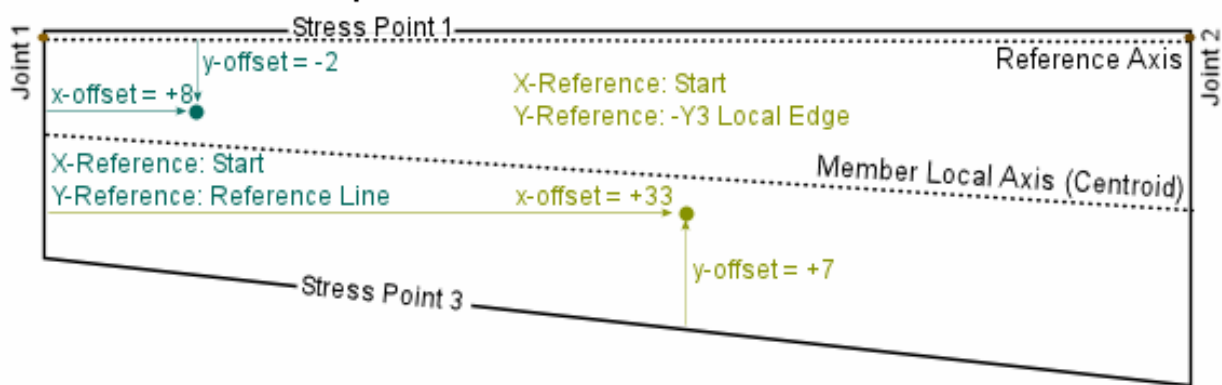 Stress Point 1
Joint 1
Joint 2
y-offset = -2
Reference Axis
x-offset = +8
X-Reference: Start
Y-Reference: -Y3 Local Edge
X-Reference: Start
Y-Reference: Reference Line
Member Local Axis (Centroid)
x-offset = +33
y-offset = +7
Stress Point 3